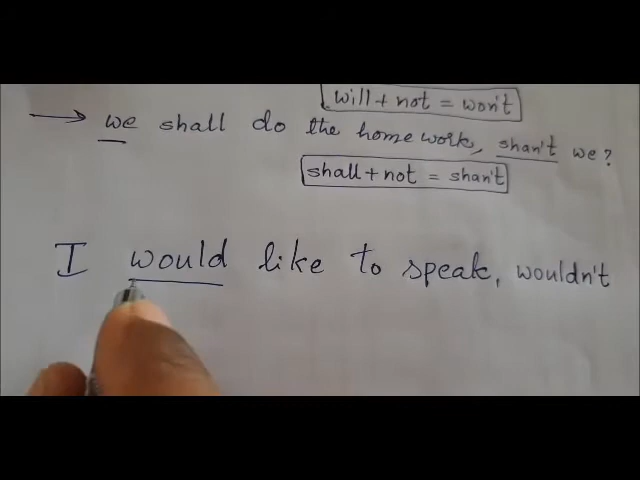 will + not = won't
→ we shall do the home work, shan't we?
shall + not = shan't
I would like to speak, wouldn't